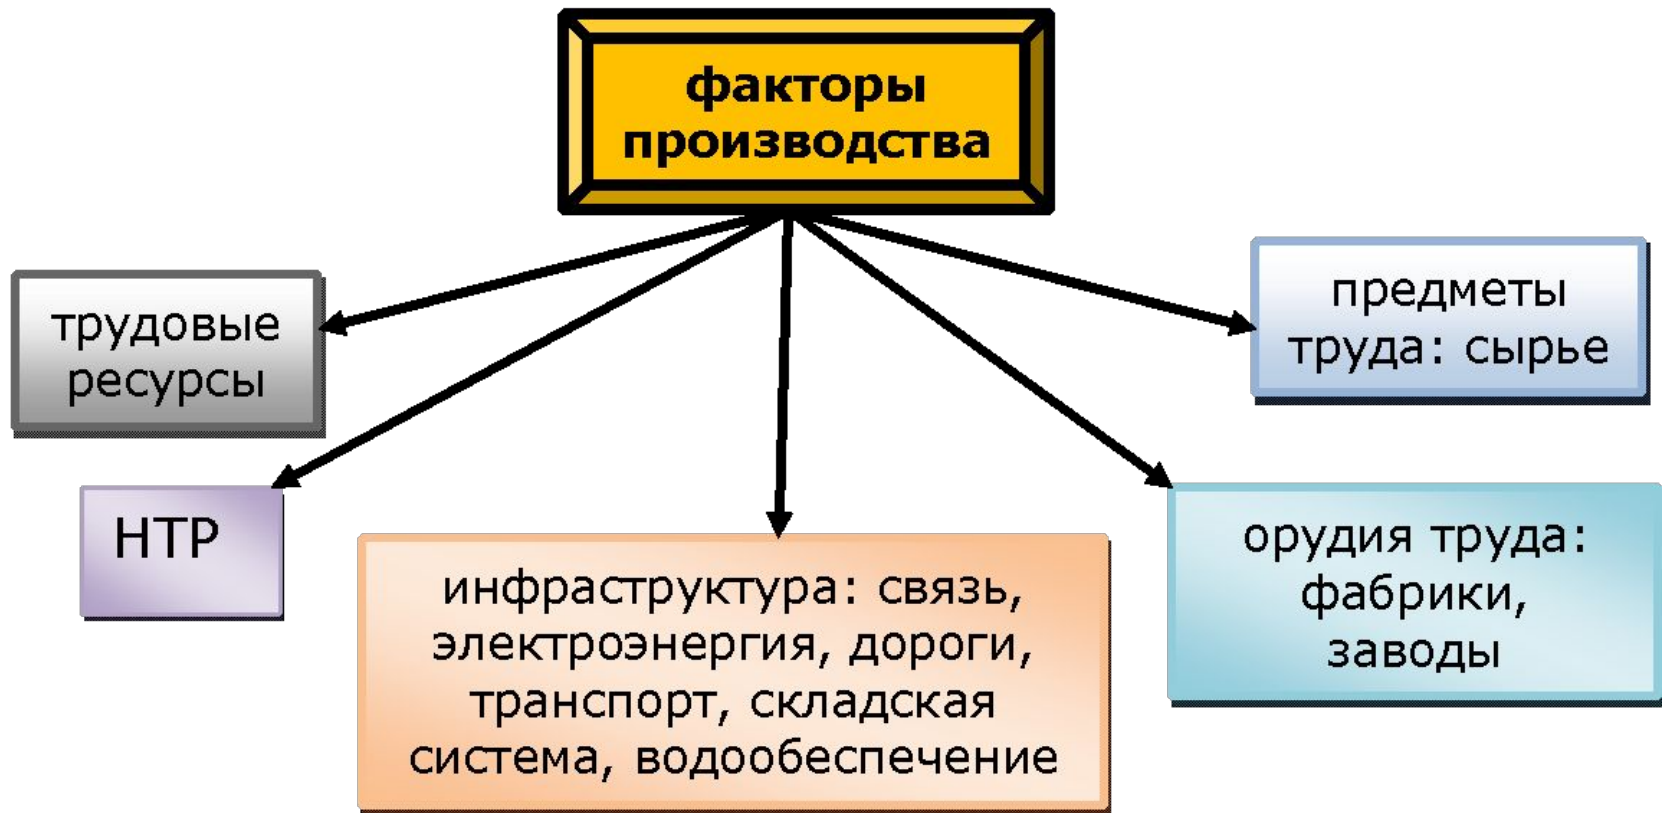 факторы
производства
трудовые
ресурсы
предметы
труда: сырье
НТР
инфраструктура: связь,
электроэнергия, дороги,
транспорт, складская
система, водообеспечение
орудия труда:
фабрики,
заводы